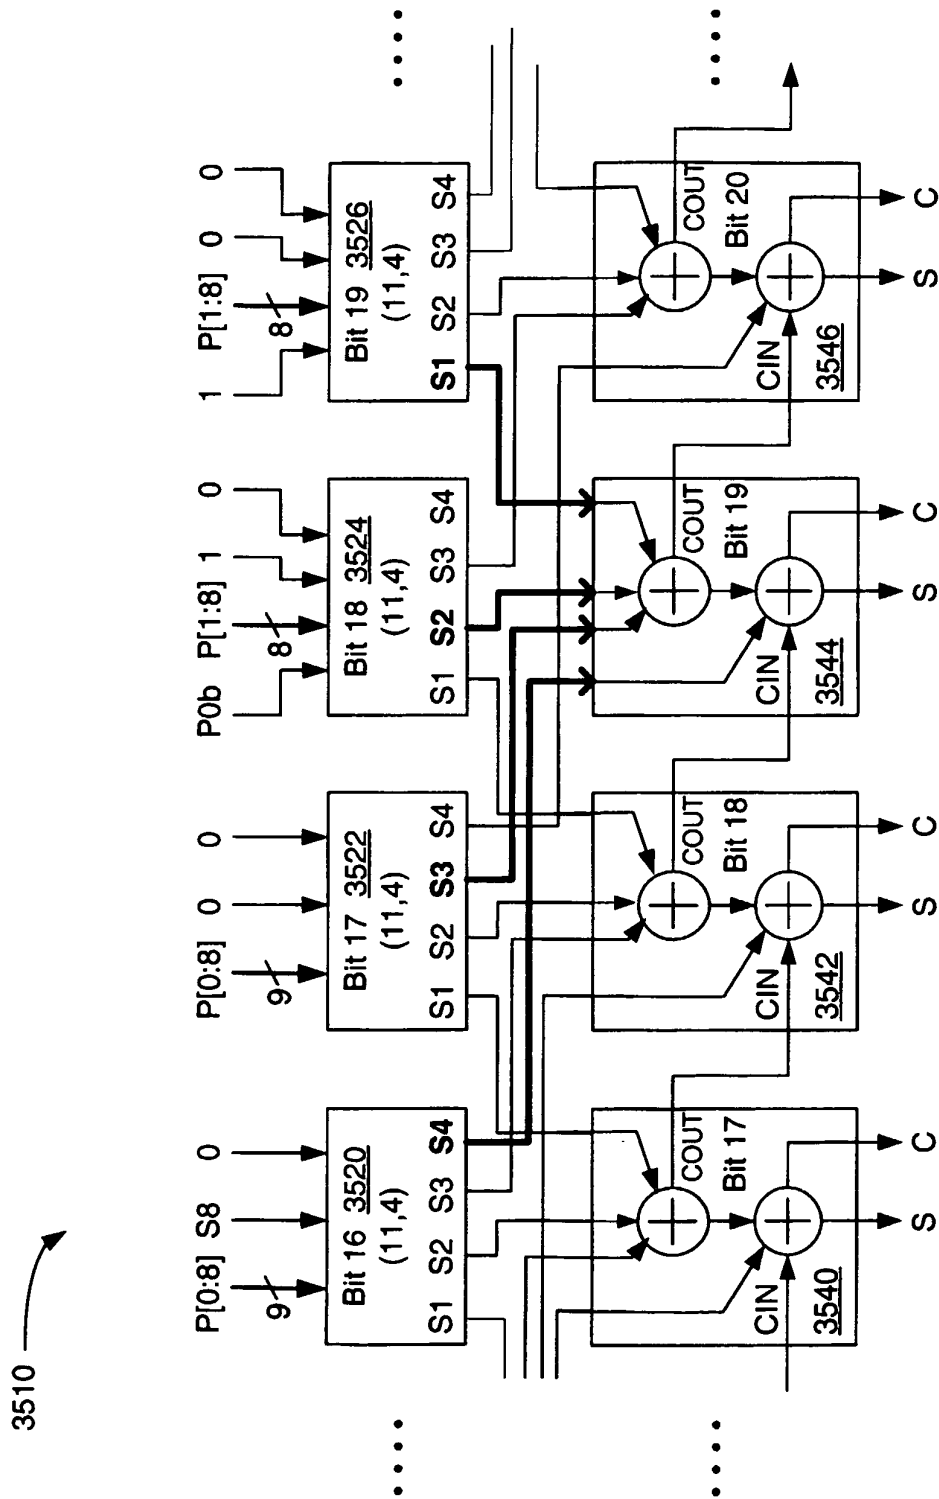 3510
P[0:8] S8 0 P[0:8] 0 0 P0b P[1:8] 1 0 1 P[1:8] 0 0
9 9 8 8
Bit 16 3520 Bit 17 3522 Bit 18 3524 Bit 19 3526
(11,4) (11,4) (11,4) (11,4)
S1 S2 S3 S4 S1 S2 S3 S4 S1 S2 S3 S4 S1 S2 S3 S4
COUT COUT COUT COUT
Bit 17 Bit 18 Bit 19 Bit 20
CIN CIN CIN CIN
3540 3542 3544 3546
S C S C S C S C